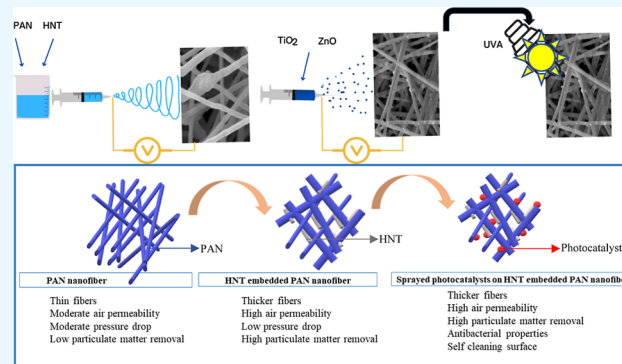 PAN HNT
TiO2 ZnO
UVA
V
V
PAN
HNT
Photocatalyst
PAN nanofiber
HNT embedded PAN nanofiber
Sprayed photocatalysts on HNT embedded PAN nanofibe
Thin fibers
Moderate air permeability
Moderate pressure drop
Low particulate matter removal
Thicker fibers
High air permeability
Low pressure drop
High particulate matter removal
Thicker fibers
High air permeability
High particulate matter removal
Antibacterial properties
Self cleaning surface